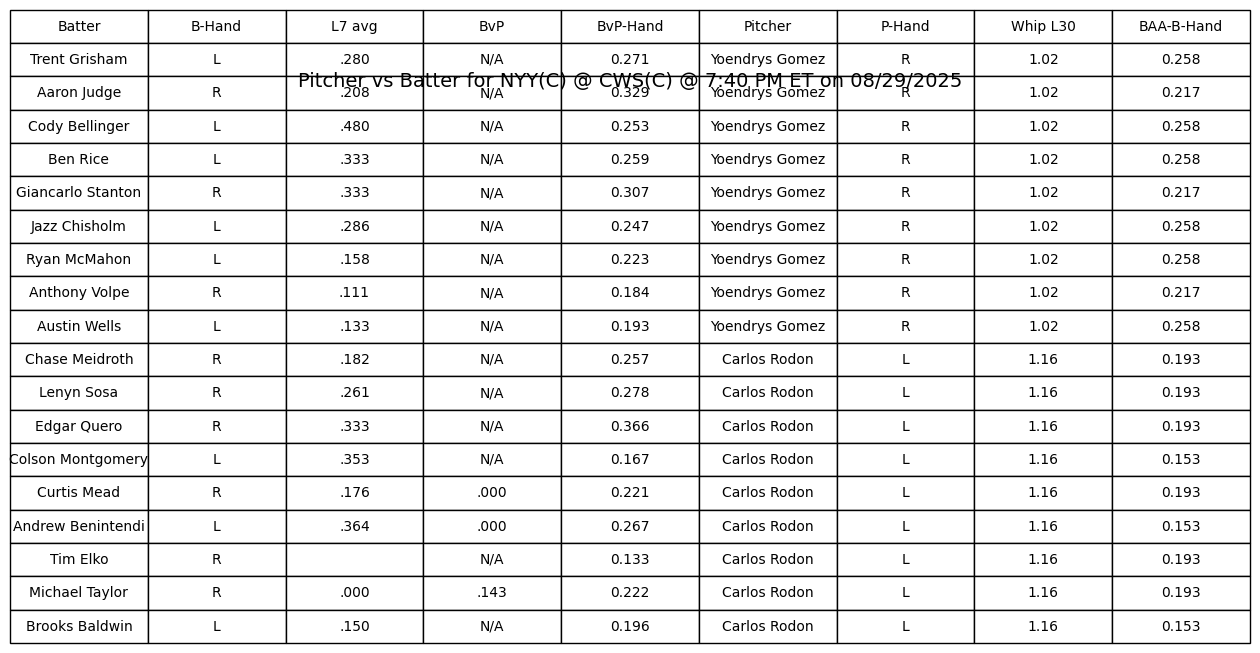 Batter B-Hand L7 avg BvP BvP-Hand Pitcher P-Hand Whip L30 BAA-B-Hand
Trent Grisham L .280 N/A 0.271 Yoendrys Gomez R 1.02 0.258
Pitcher vs Batter for NYY(C) @ CWS(C) @ 7:40 PM ET on 08/29/2025
Aaron Judge R .208 N/A 0.329 Yoendrys Gomez R 1.02 0.217
Cody Bellinger L .480 N/A 0.253 Yoendrys Gomez R 1.02 0.258
Ben Rice L .333 N/A 0.259 Yoendrys Gomez R 1.02 0.258
Giancarlo Stanton R .333 N/A 0.307 Yoendrys Gomez R 1.02 0.217
Jazz Chisholm L .286 N/A 0.247 Yoendrys Gomez R 1.02 0.258
Ryan McMahon L .158 N/A 0.223 Yoendrys Gomez R 1.02 0.258
Anthony Volpe R .111 N/A 0.184 Yoendrys Gomez R 1.02 0.217
Austin Wells L .133 N/A 0.193 Yoendrys Gomez R 1.02 0.258
Chase Meidroth R .182 N/A 0.257 Carlos Rodon L 1.16 0.193
Lenyn Sosa R .261 N/A 0.278 Carlos Rodon L 1.16 0.193
Edgar Quero R .333 N/A 0.366 Carlos Rodon L 1.16 0.193
Colson Montgomery L .353 N/A 0.167 Carlos Rodon L 1.16 0.153
Curtis Mead R .176 .000 0.221 Carlos Rodon L 1.16 0.193
Andrew Benintendi L .364 .000 0.267 Carlos Rodon L 1.16 0.153
Tim Elko R N/A 0.133 Carlos Rodon L 1.16 0.193
Michael Taylor R .000 .143 0.222 Carlos Rodon L 1.16 0.193
Brooks Baldwin L .150 N/A 0.196 Carlos Rodon L 1.16 0.153